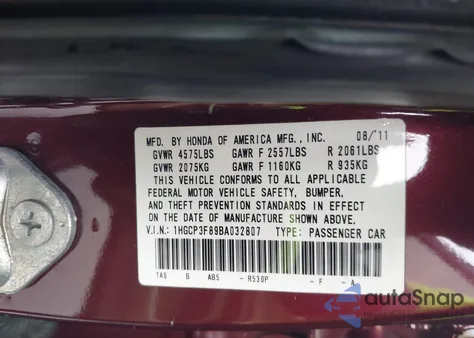 MFD. BY HONDA OF AMERICA MFG., INC. 08/'11
GVWR 4575LBS GAWR F 2557LBS R 2061LBS
GVWR 2075KG GAWR F 1160KG R 935KG
THIS VEHICLE CONFORMS TO ALL APPLICABLE
FEDERAL MOTOR VEHICLE SAFETY, BUMPER,
AND THEFT PREVENTION STANDARDS IN EFFECT
ON THE DATE OF MANUFACTURE SHOWN ABOVE.
V.I.N.: 1HGCP3F89BA032807 TYPE: PASSENGER CAR
TA6 B AB5 - R530P - F - A
autoSnap